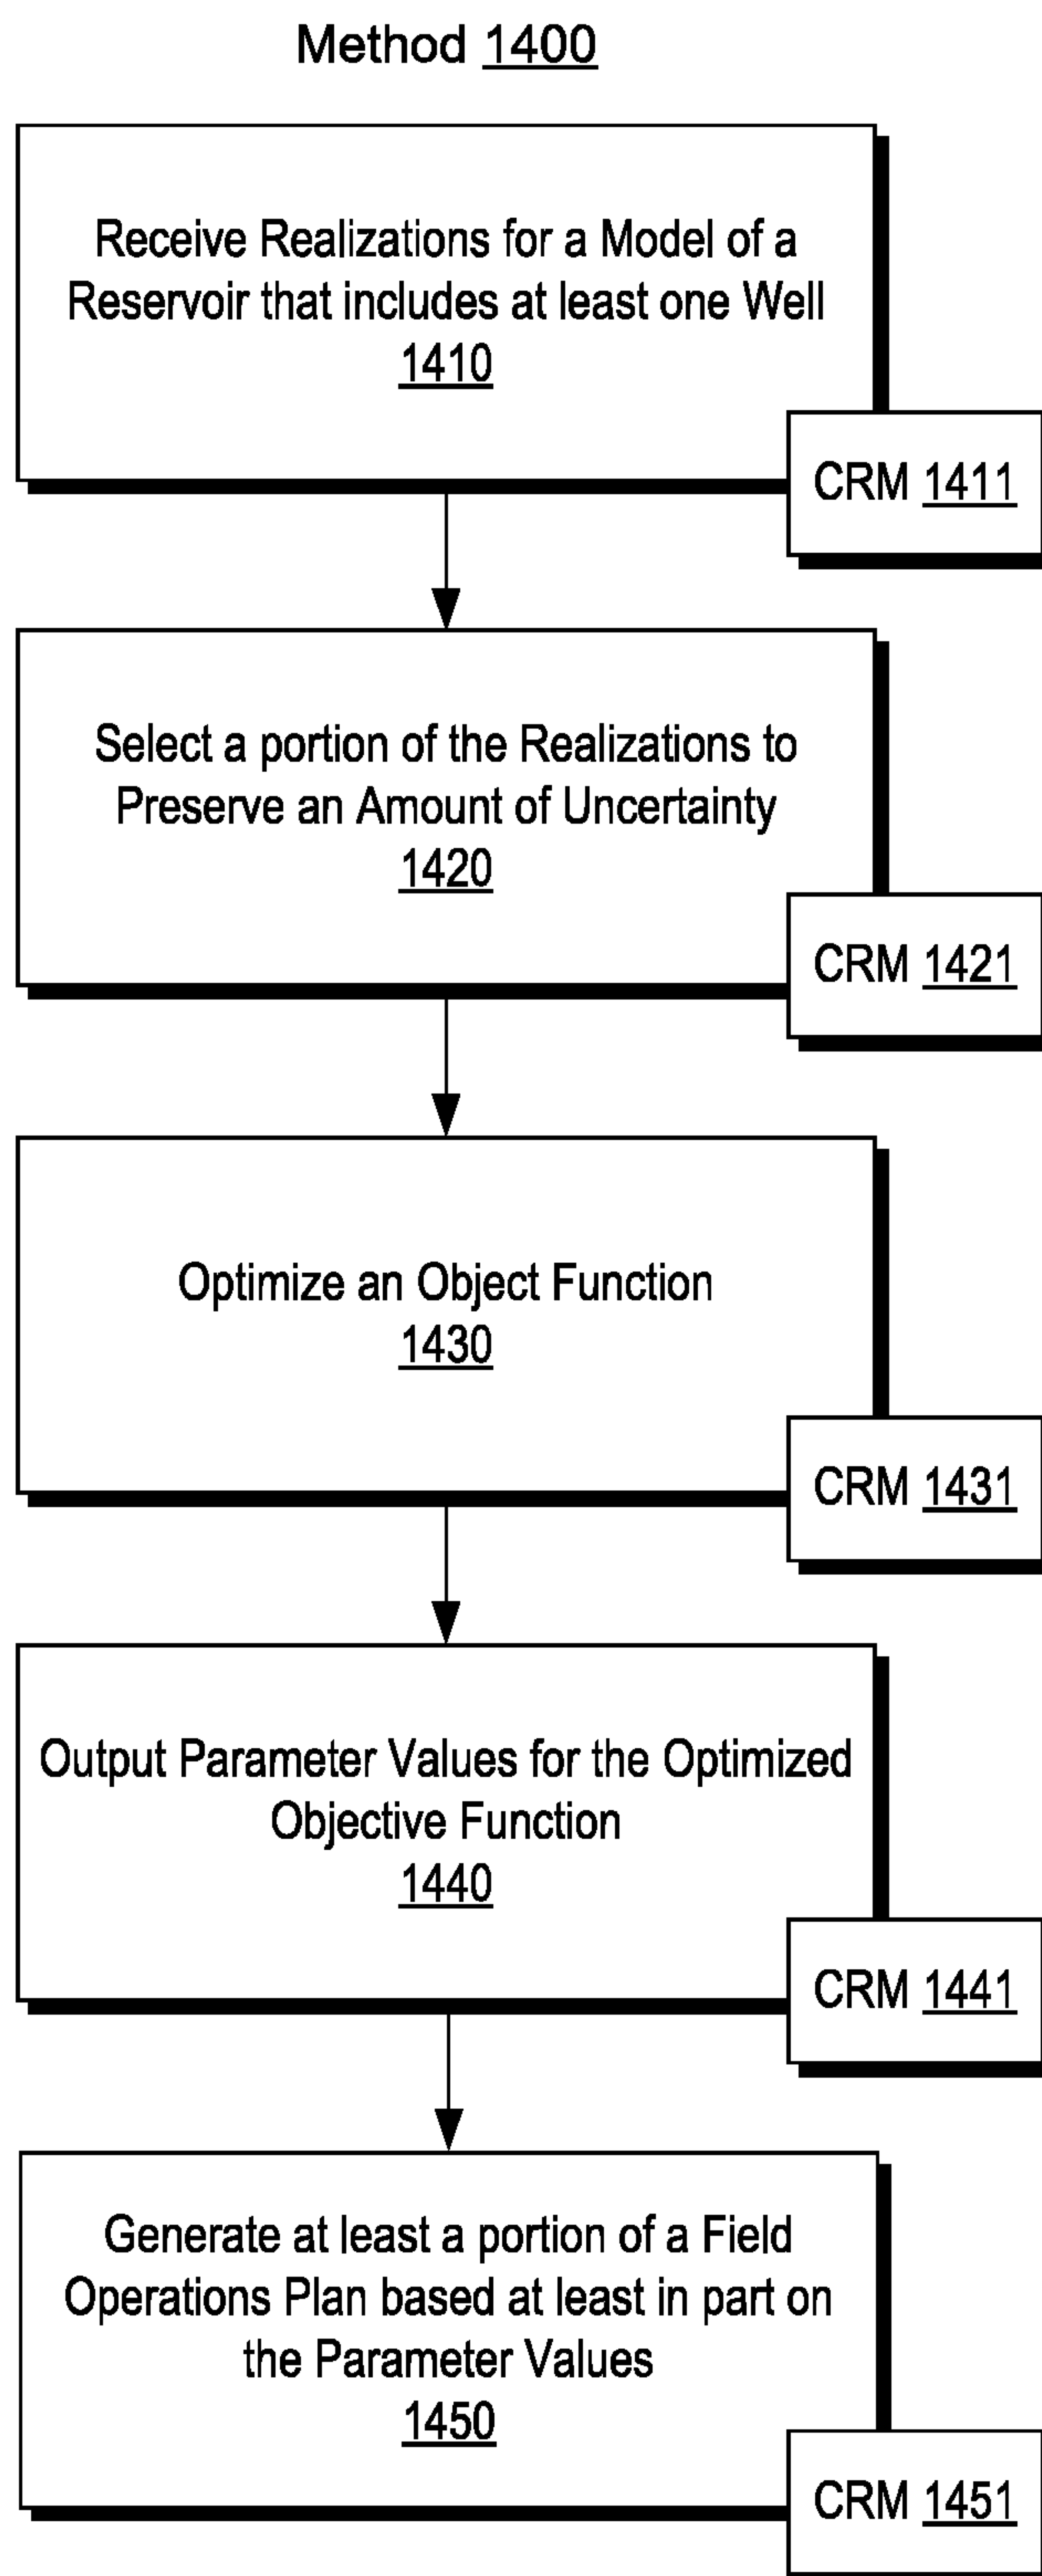 Method 1400
Receive Realizations for a Model of a
Reservoir that includes at least one Well
1410
CRM 1411
Select a portion of the Realizations to
Preserve an Amount of Uncertainty
1420
CRM 1421
Optimize an Object Function
1430
CRM 1431
Output Parameter Values for the Optimized
Objective Function
1440
CRM 1441
Generate at least a portion of a Field
Operations Plan based at least in part on
the Parameter Values
1450
CRM 1451